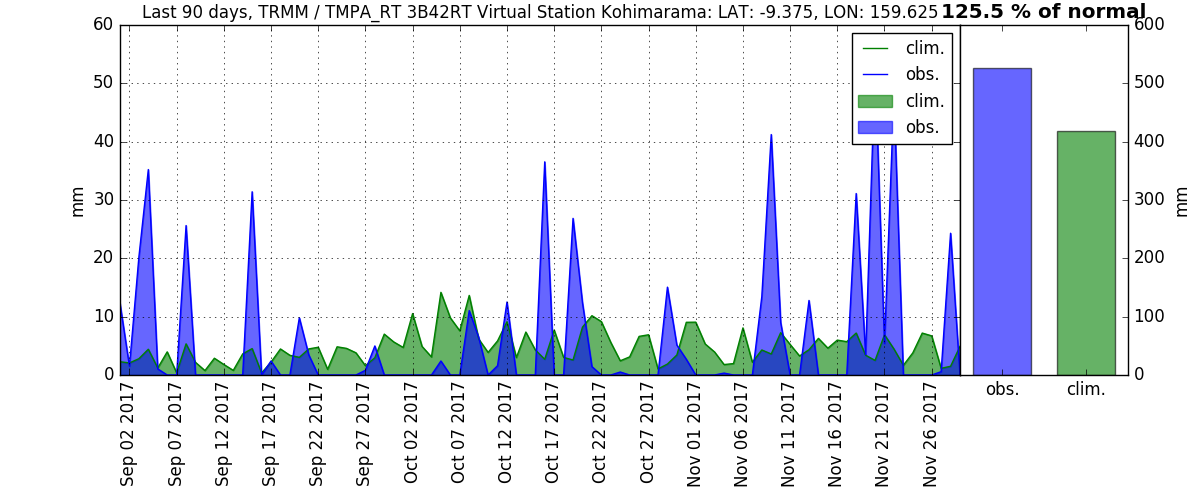 Last 90 days, TRMM / TMPA_RT 3B42RT Virtual Station Kohimarama: LAT: -9.375, LON: 159.625
125.5 % of normal
60
50
40
30
20
10
0
mm
clim.
obs.
clim.
obs.
600
500
400
300
200
100
0
mm
Sep 02 2017
Sep 07 2017
Sep 12 2017
Sep 17 2017
Sep 22 2017
Sep 27 2017
Oct 02 2017
Oct 07 2017
Oct 12 2017
Oct 17 2017
Oct 22 2017
Oct 27 2017
Nov 01 2017
Nov 06 2017
Nov 11 2017
Nov 16 2017
Nov 21 2017
Nov 26 2017
obs.
clim.